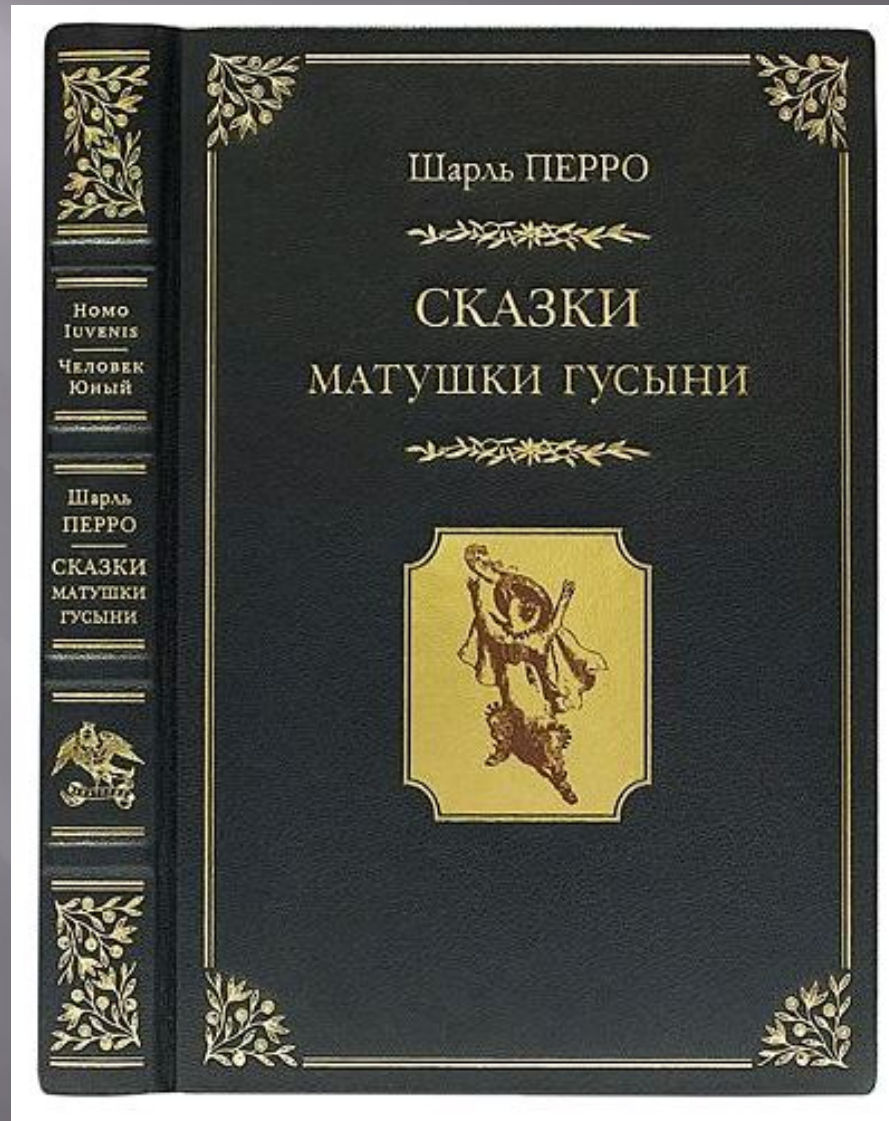 Homo
Iuvenis
Человек
Юный
Шарль
ПЕРРО
СКАЗКИ
МАТУШКИ
ГУСЫНИ
Шарль ПЕРРО
СКАЗКИ
МАТУШКИ ГУСЫНИ